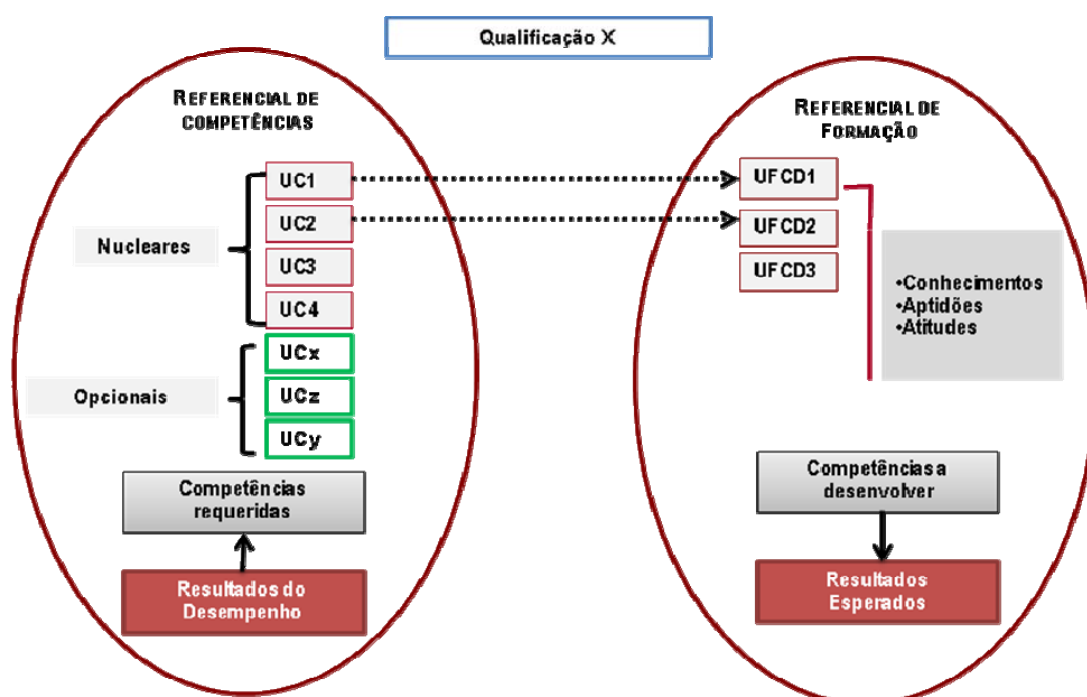 Qualificação X
REFERENCIAL DE
COMPETÊNCIAS
Nucleares
UC1
UC2
UC3
UC4
Opcionais
UCx
UCz
UCy
Competências
requeridas
Resultados do
Desempenho
REFERENCIAL DE
FORMAÇÃO
UFCD1
UFCD2
UFCD3
•Conhecimentos
•Aptidões
•Atitudes
Competências a
desenvolver
Resultados
Esperados